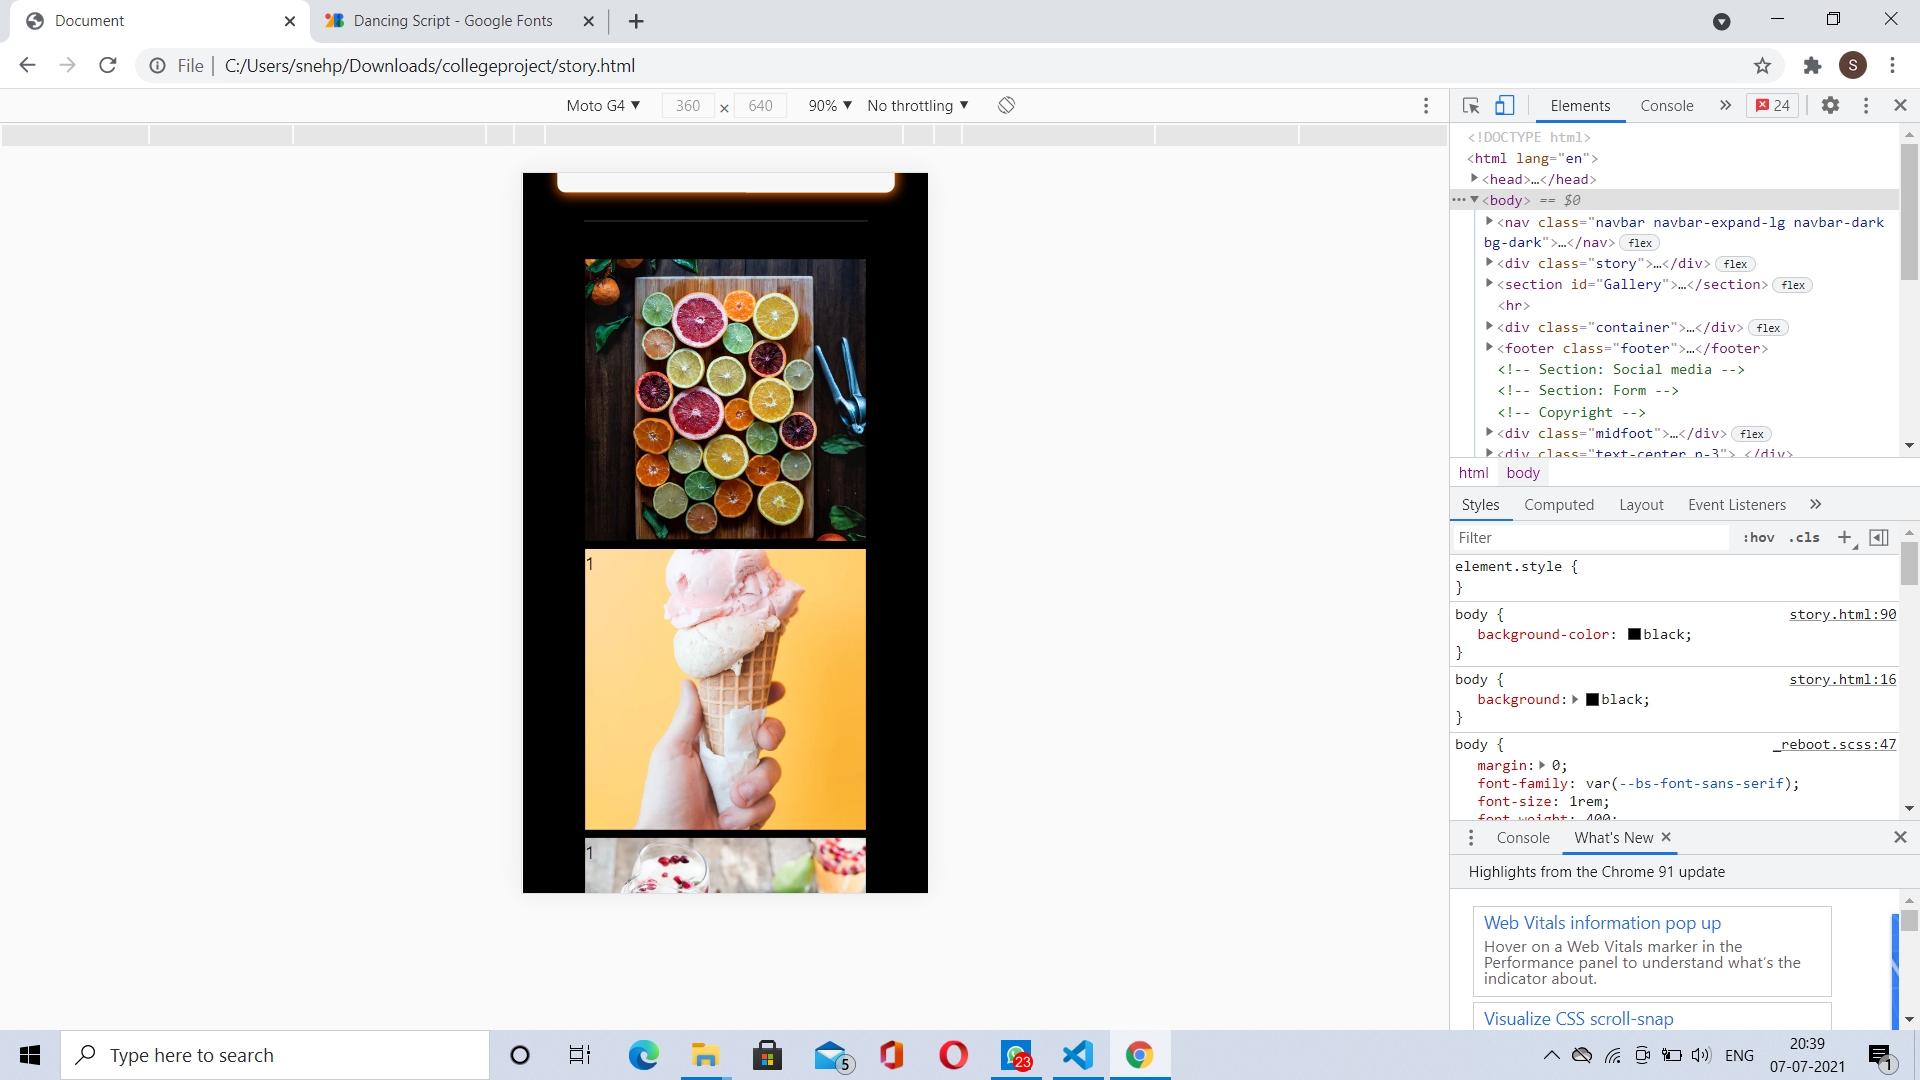 Document
Dancing Script - Google Fonts
File
C:/Users/snehp/Downloads/collegeproject/story.html
S
Moto G4 ▼ 360 × 640 90% ▼ No throttling ▼
Elements Console » 24
<!DOCTYPE html>
<html lang="en">
<head>…</head>
<body> == $0
<nav class="navbar navbar-expand-lg navbar-dark
bg-dark">…</nav> flex
<div class="story">…</div> flex
<section id="Gallery">…</section> flex
<hr>
<div class="container">…</div> flex
<footer class="footer">…</footer>
<!-- Section: Social media -->
<!-- Section: Form -->
<!-- Copyright -->
<div class="midfoot">…</div> flex
<div class="text-center p-3"> </div>
html body
Styles Computed Layout Event Listeners »
Filter :hov .cls +
element.style {
}
body { story.html:90
background-color: black;
}
body { story.html:16
background: black;
}
body { _reboot.scss:47
margin: 0;
font-family: var(--bs-font-sans-serif);
font-size: 1rem;
font-weight: 400;
Console What's New
Highlights from the Chrome 91 update
Web Vitals information pop up
Hover on a Web Vitals marker in the
Performance panel to understand what's the
indicator about.
Visualize CSS scroll-snap
1
1
Type here to search
5
23
ENG
20:39
07-07-2021
1